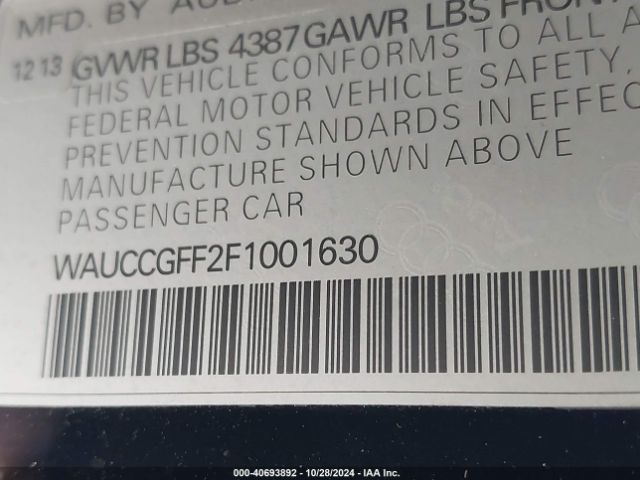 MFD. BY AUDI
12 13 GVWR LBS 4387 GAWR LBS FRONT
THIS VEHICLE CONFORMS TO ALL A
FEDERAL MOTOR VEHICLE SAFETY,
PREVENTION STANDARDS IN EFFEC
MANUFACTURE SHOWN ABOVE
PASSENGER CAR
WAUCCGFF2F1001630
000-40693892 - 10/28/2024 - IAA Inc.